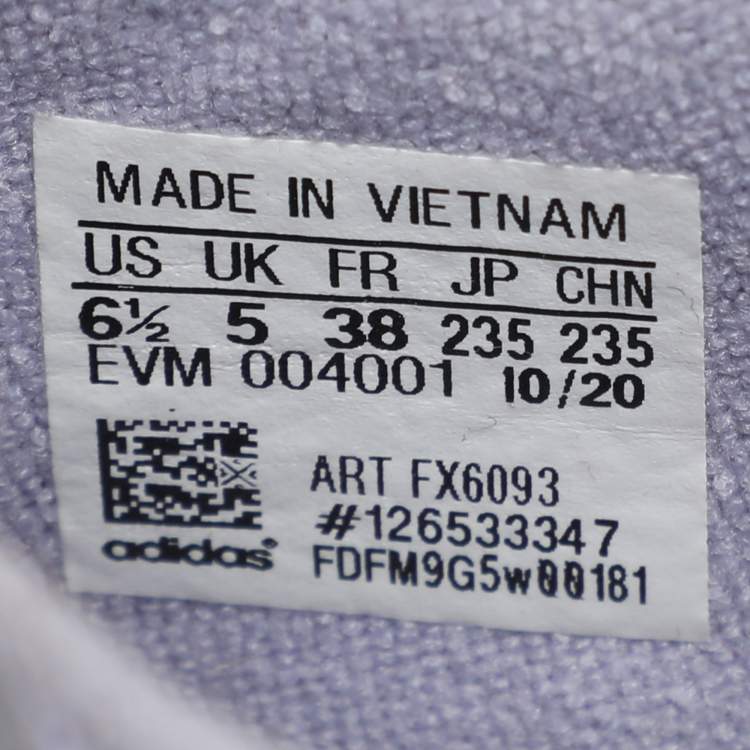 MADE IN VIETNAM
US UK FR JP CHN
6½ 5 38 235 235
EVM 004001 10/20
ART FX6093
#126533347
adidas®
FDFM9G5w00181